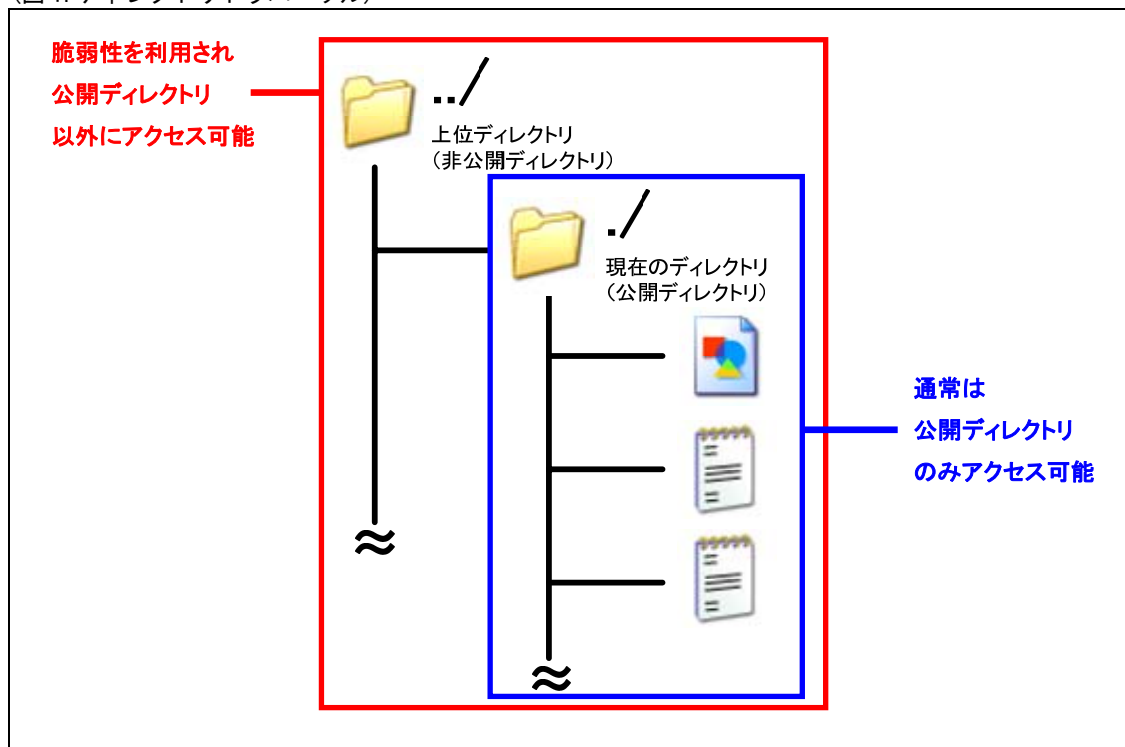 脆弱性を利用され
公開ディレクトリ
以外にアクセス可能
../
上位ディレクトリ
（非公開ディレクトリ）
./
現在のディレクトリ
（公開ディレクトリ）
通常は
公開ディレクトリ
のみアクセス可能